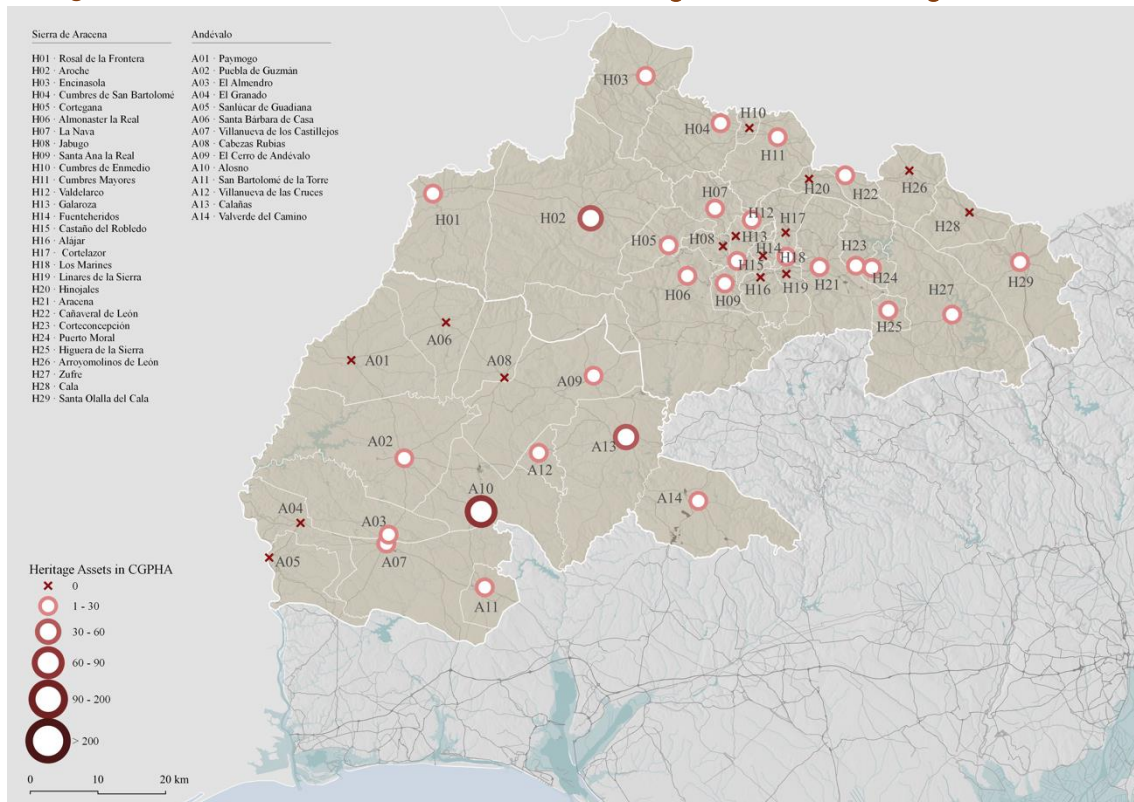 Sierra de Aracena
H01 · Rosal de la Frontera
H02 · Aroche
H03 · Encinasola
H04 · Cumbres de San Bartolomé
H05 · Cortegana
H06 · Almonaster la Real
H07 · La Nava
H08 · Jabugo
H09 · Santa Ana la Real
H10 · Cumbres de Enmedio
H11 · Cumbres Mayores
H12 · Valdelarco
H13 · Galaroza
H14 · Fuenteheridos
H15 · Castaño del Robledo
H16 · Alájar
H17 · Cortelazor
H18 · Los Marines
H19 · Linares de la Sierra
H20 · Hinojales
H21 · Aracena
H22 · Cañaveral de León
H23 · Corteconcepción
H24 · Puerto Moral
H25 · Higuera de la Sierra
H26 · Arroyomolinos de León
H27 · Zufre
H28 · Cala
H29 · Santa Olalla del Cala
Andévalo
A01 · Paymogo
A02 · Puebla de Guzmán
A03 · El Almendro
A04 · El Granado
A05 · Sanlúcar de Guadiana
A06 · Santa Bárbara de Casa
A07 · Villanueva de los Castillejos
A08 · Cabezas Rubias
A09 · El Cerro de Andévalo
A10 · Alosno
A11 · San Bartolomé de la Torre
A12 · Villanueva de las Cruces
A13 · Calañas
A14 · Valverde del Camino
H03
H10
H04
H11
H20
H22
H26
H28
H01
H02
H07
H12
H17
H13
H05
H08
H14
H18
H15
H23
H24
H21
H29
H06
H09
H16
H19
H25
H27
A06
A01
A08
A09
A02
A12
A13
A10
A14
A04
A03
A07
A05
A11
Heritage Assets in CGPHA
0
1 - 30
30 - 60
60 - 90
90 - 200
> 200
0 10 20 km